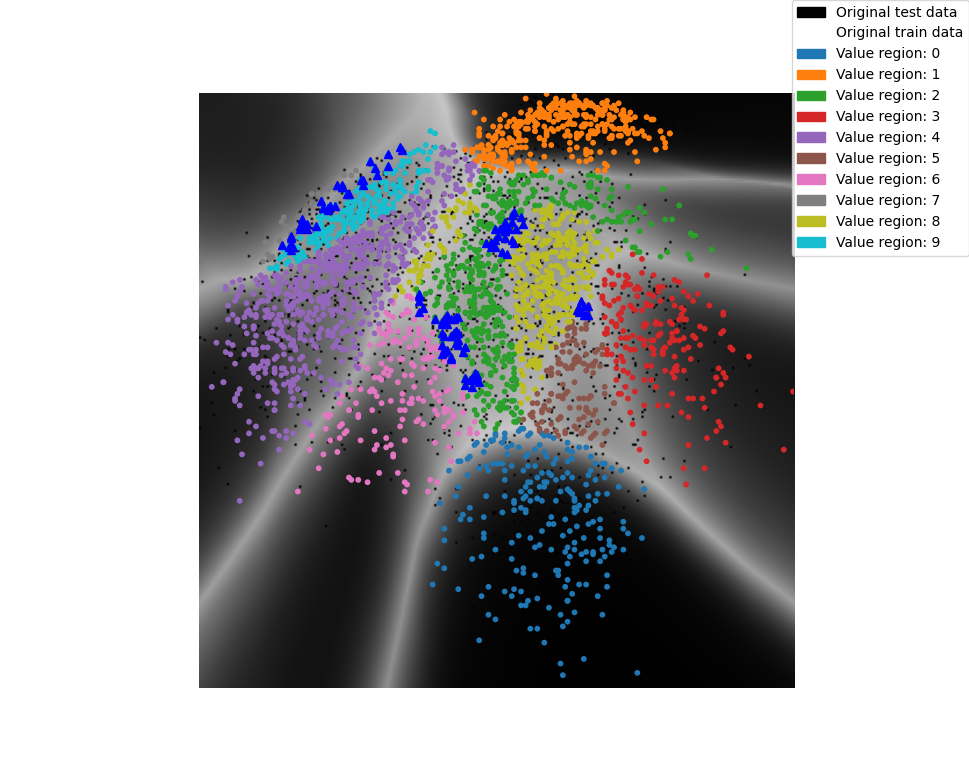 Original test data
Original train data
Value region: 0
Value region: 1
Value region: 2
Value region: 3
Value region: 4
Value region: 5
Value region: 6
Value region: 7
Value region: 8
Value region: 9